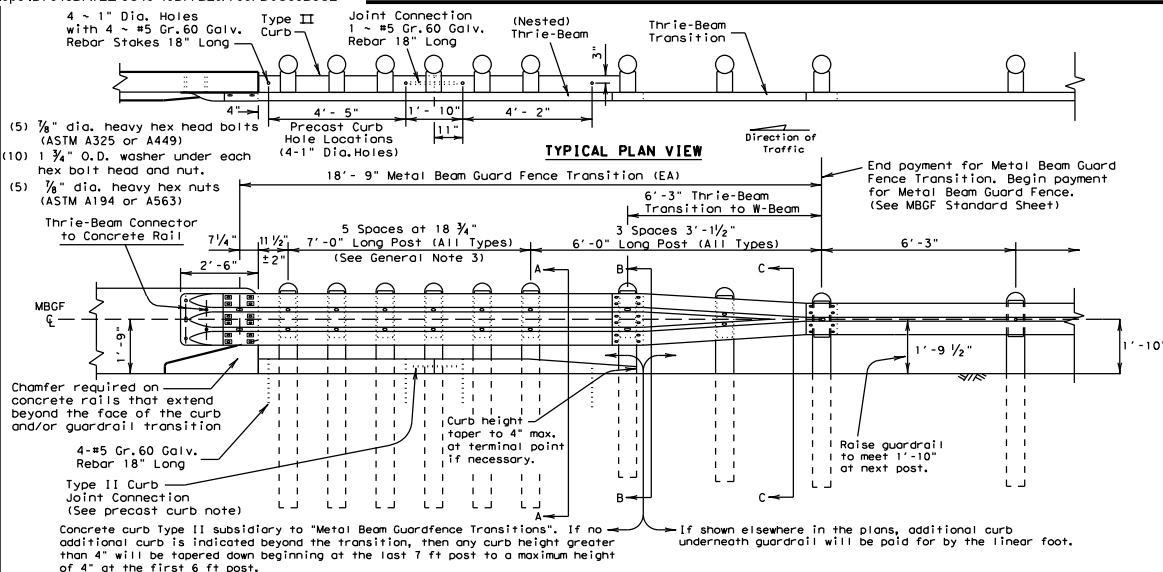 4 ~ 1" Dia. Holes
with 4 ~ #5 Gr.60 Galv.
Rebar Stakes 18" Long
Type II
Curb
Joint Connection
1 ~ #5 Gr.60 Galv.
Rebar 18" Long
(Nested)
Thrie-Beam
Thrie-Beam
Transition
3"
4"
4'- 5"
1'- 10"
4'- 2"
11"
Precast Curb
Hole Locations
(4-1" Dia.Holes)
Direction of
Traffic
TYPICAL PLAN VIEW
(5) 7/8" dia. heavy hex head bolts
(ASTM A325 or A449)
(10) 1 3/4" O.D. washer under each
hex bolt head and nut.
(5) 7/8" dia. heavy hex nuts
(ASTM A194 or A563)
18'- 9" Metal Beam Guard Fence Transition (EA)
End payment for Metal Beam Guard
Fence Transition. Begin payment
for Metal Beam Guard Fence.
(See MBGF Standard Sheet)
6'-3" Thrie-Beam
Transition to W-Beam
Thrie-Beam Connector
to Concrete Rail
7 1/4"
11 1/2"
±2"
5 Spaces at 18 3/4"
7'-0" Long Post (All Types)
(See General Note 3)
3 Spaces 3'-1 1/2"
6'-0" Long Post (All Types)
6'-3"
2'-6"
A
B
C
MBGF
℄
1'-9"
1'-9 1/2"
1'-10"
Chamfer required on
concrete rails that extend
beyond the face of the curb
and/or guardrail transition
4-#5 Gr.60 Galv.
Rebar 18" Long
Type II Curb
Joint Connection
(See precast curb note)
Curb height
taper to 4" max.
at terminal point
if necessary.
Raise guardrail
to meet 1'-10"
at next post.
A
B
C
Concrete curb Type II subsidiary to "Metal Beam Guardfence Transitions". If no
additional curb is indicated beyond the transition, then any curb height greater
than 4" will be tapered down beginning at the last 7 ft post to a maximum height
of 4" at the first 6 ft post.
If shown elsewhere in the plans, additional curb
underneath guardrail will be paid for by the linear foot.